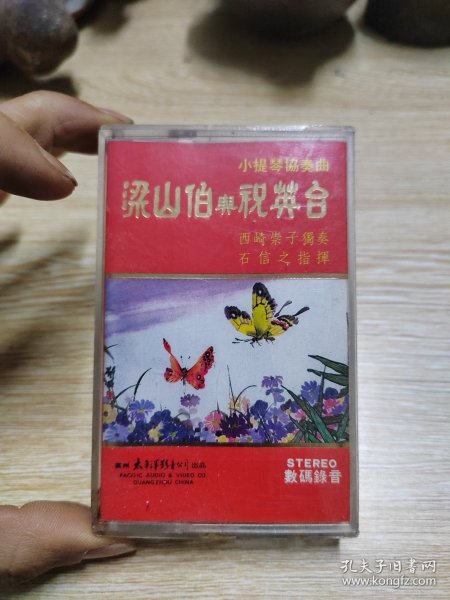 小提琴協奏曲
梁山伯與祝英台
西崎崇子獨奏
石信之指揮
廣州太平洋影音公司出版
PACIFIC AUDIO & VIDEO CO.
GUANGZHOU CHINA
STEREO
數碼錄音
孔夫子旧书网
www.kongfz.com